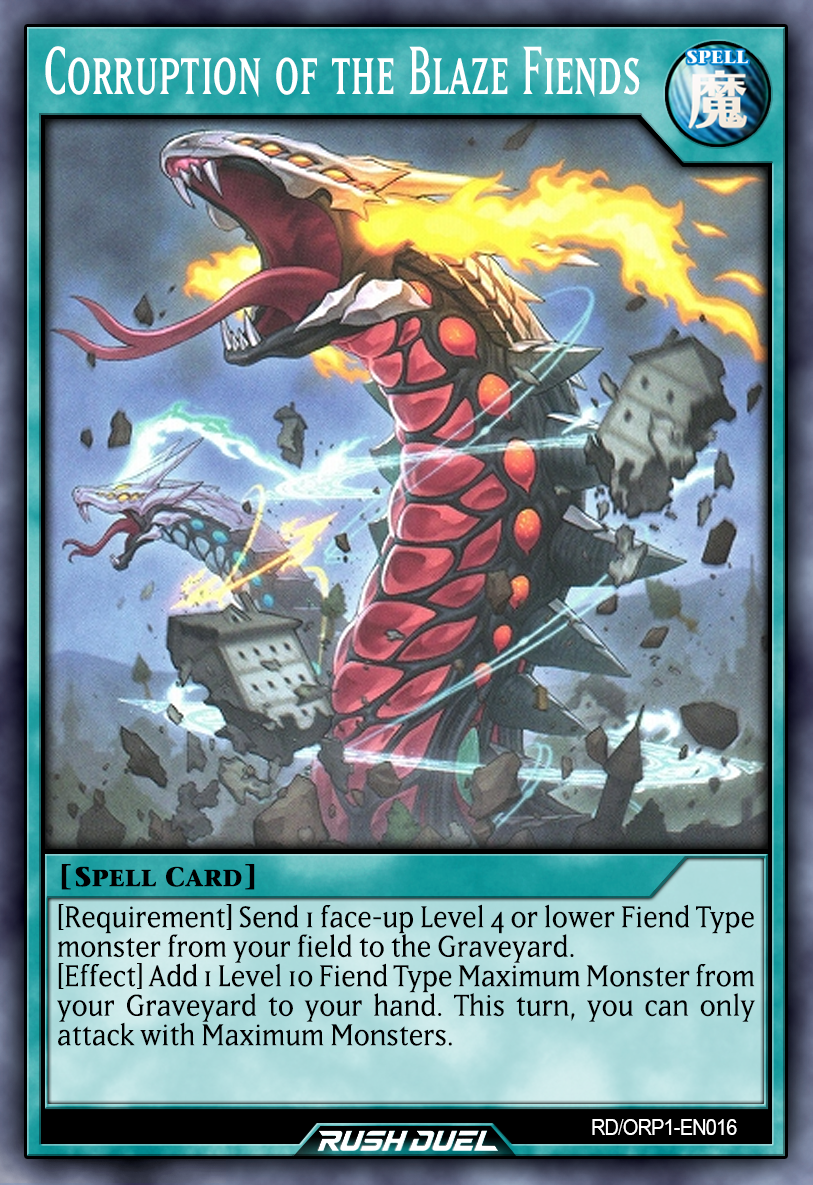 Corruption of the Blaze Fiends
SPELL
魔
[Spell Card]
[Requirement] Send 1 face-up Level 4 or lower Fiend Type
monster from your field to the Graveyard.
[Effect] Add 1 Level 10 Fiend Type Maximum Monster from
your Graveyard to your hand. This turn, you can only
attack with Maximum Monsters.
RD/ORP1-EN016
RUSH DUEL